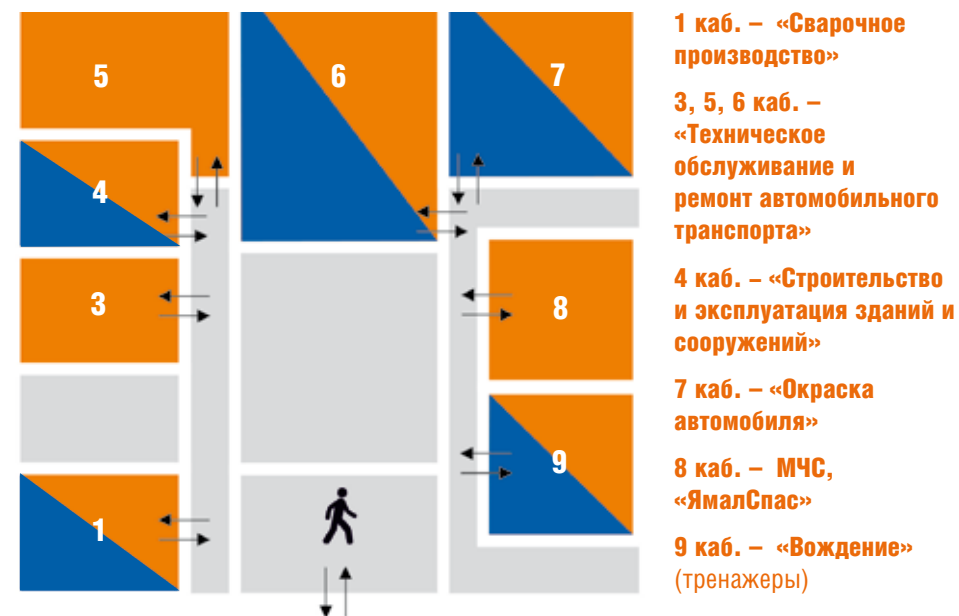 5
6
7
4
3
8
9
1
1 каб. – «Сварочное
производство»
3, 5, 6 каб. –
«Техническое
обслуживание и
ремонт автомобильного
транспорта»
4 каб. – «Строительство
и эксплуатация зданий и
сооружений»
7 каб. – «Окраска
автомобиля»
8 каб. – МЧС,
«ЯмалСпас»
9 каб. – «Вождение»
(тренажеры)